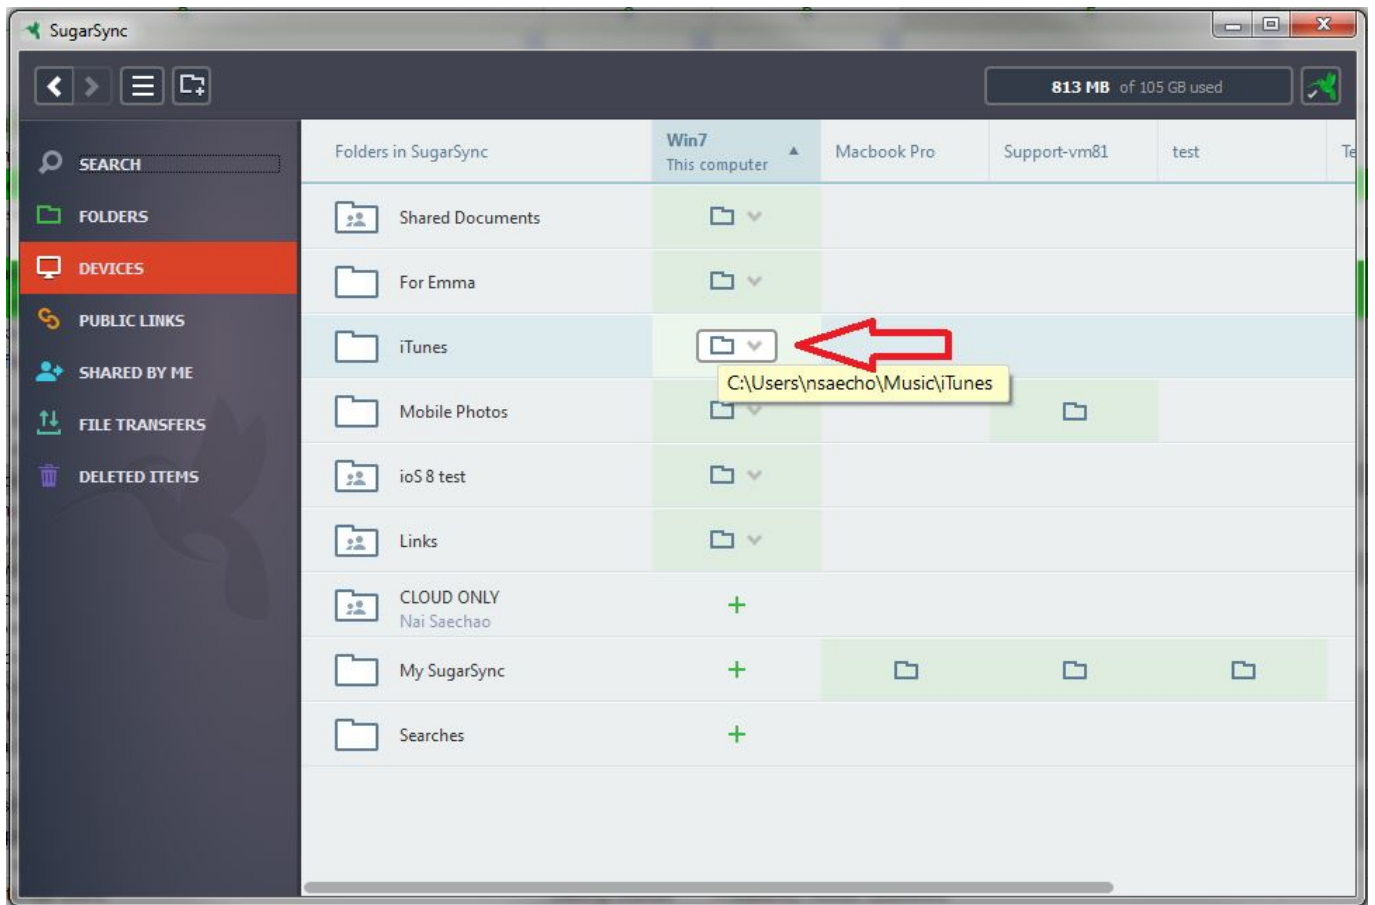 SugarSync
813 MB of 105 GB used
SEARCH
FOLDERS
DEVICES
PUBLIC LINKS
SHARED BY ME
FILE TRANSFERS
DELETED ITEMS
Folders in SugarSync
Win7
This computer
Macbook Pro
Support-vm81
test
Te
Shared Documents
For Emma
iTunes
C:\Users\nsaecho\Music\iTunes
Mobile Photos
ioS 8 test
Links
CLOUD ONLY
Nai Saechao
My SugarSync
Searches